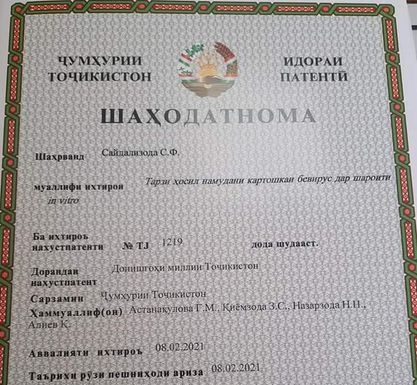 ҶУМҲУРИИ ТОҶИКИСТОН
ИДОРАИ ПАТЕНТӢ
ШАҲОДАТНОМА
Шаҳрванд Сайдализода С.Ф.
муаллифи ихтирои Тарзи ҳосил намудани картошкаи бевирус дар шароити
in vitro
Ба ихтироъ
нахустпатенти № TJ 1219 дода шудааст.
Дорандаи
нахустпатент Донишгоҳи миллии Тоҷикистон
Сарзамин Ҷумҳурии Тоҷикистон
Ҳаммуаллиф(он) Астанақулова Г.М., Қиёмзода З.С., Назарзода Н.Н.,
Алиев К.
Аввалияти ихтироъ 08.02.2021
Таърихи рӯзи пешниҳоди ариза 08.02.2021